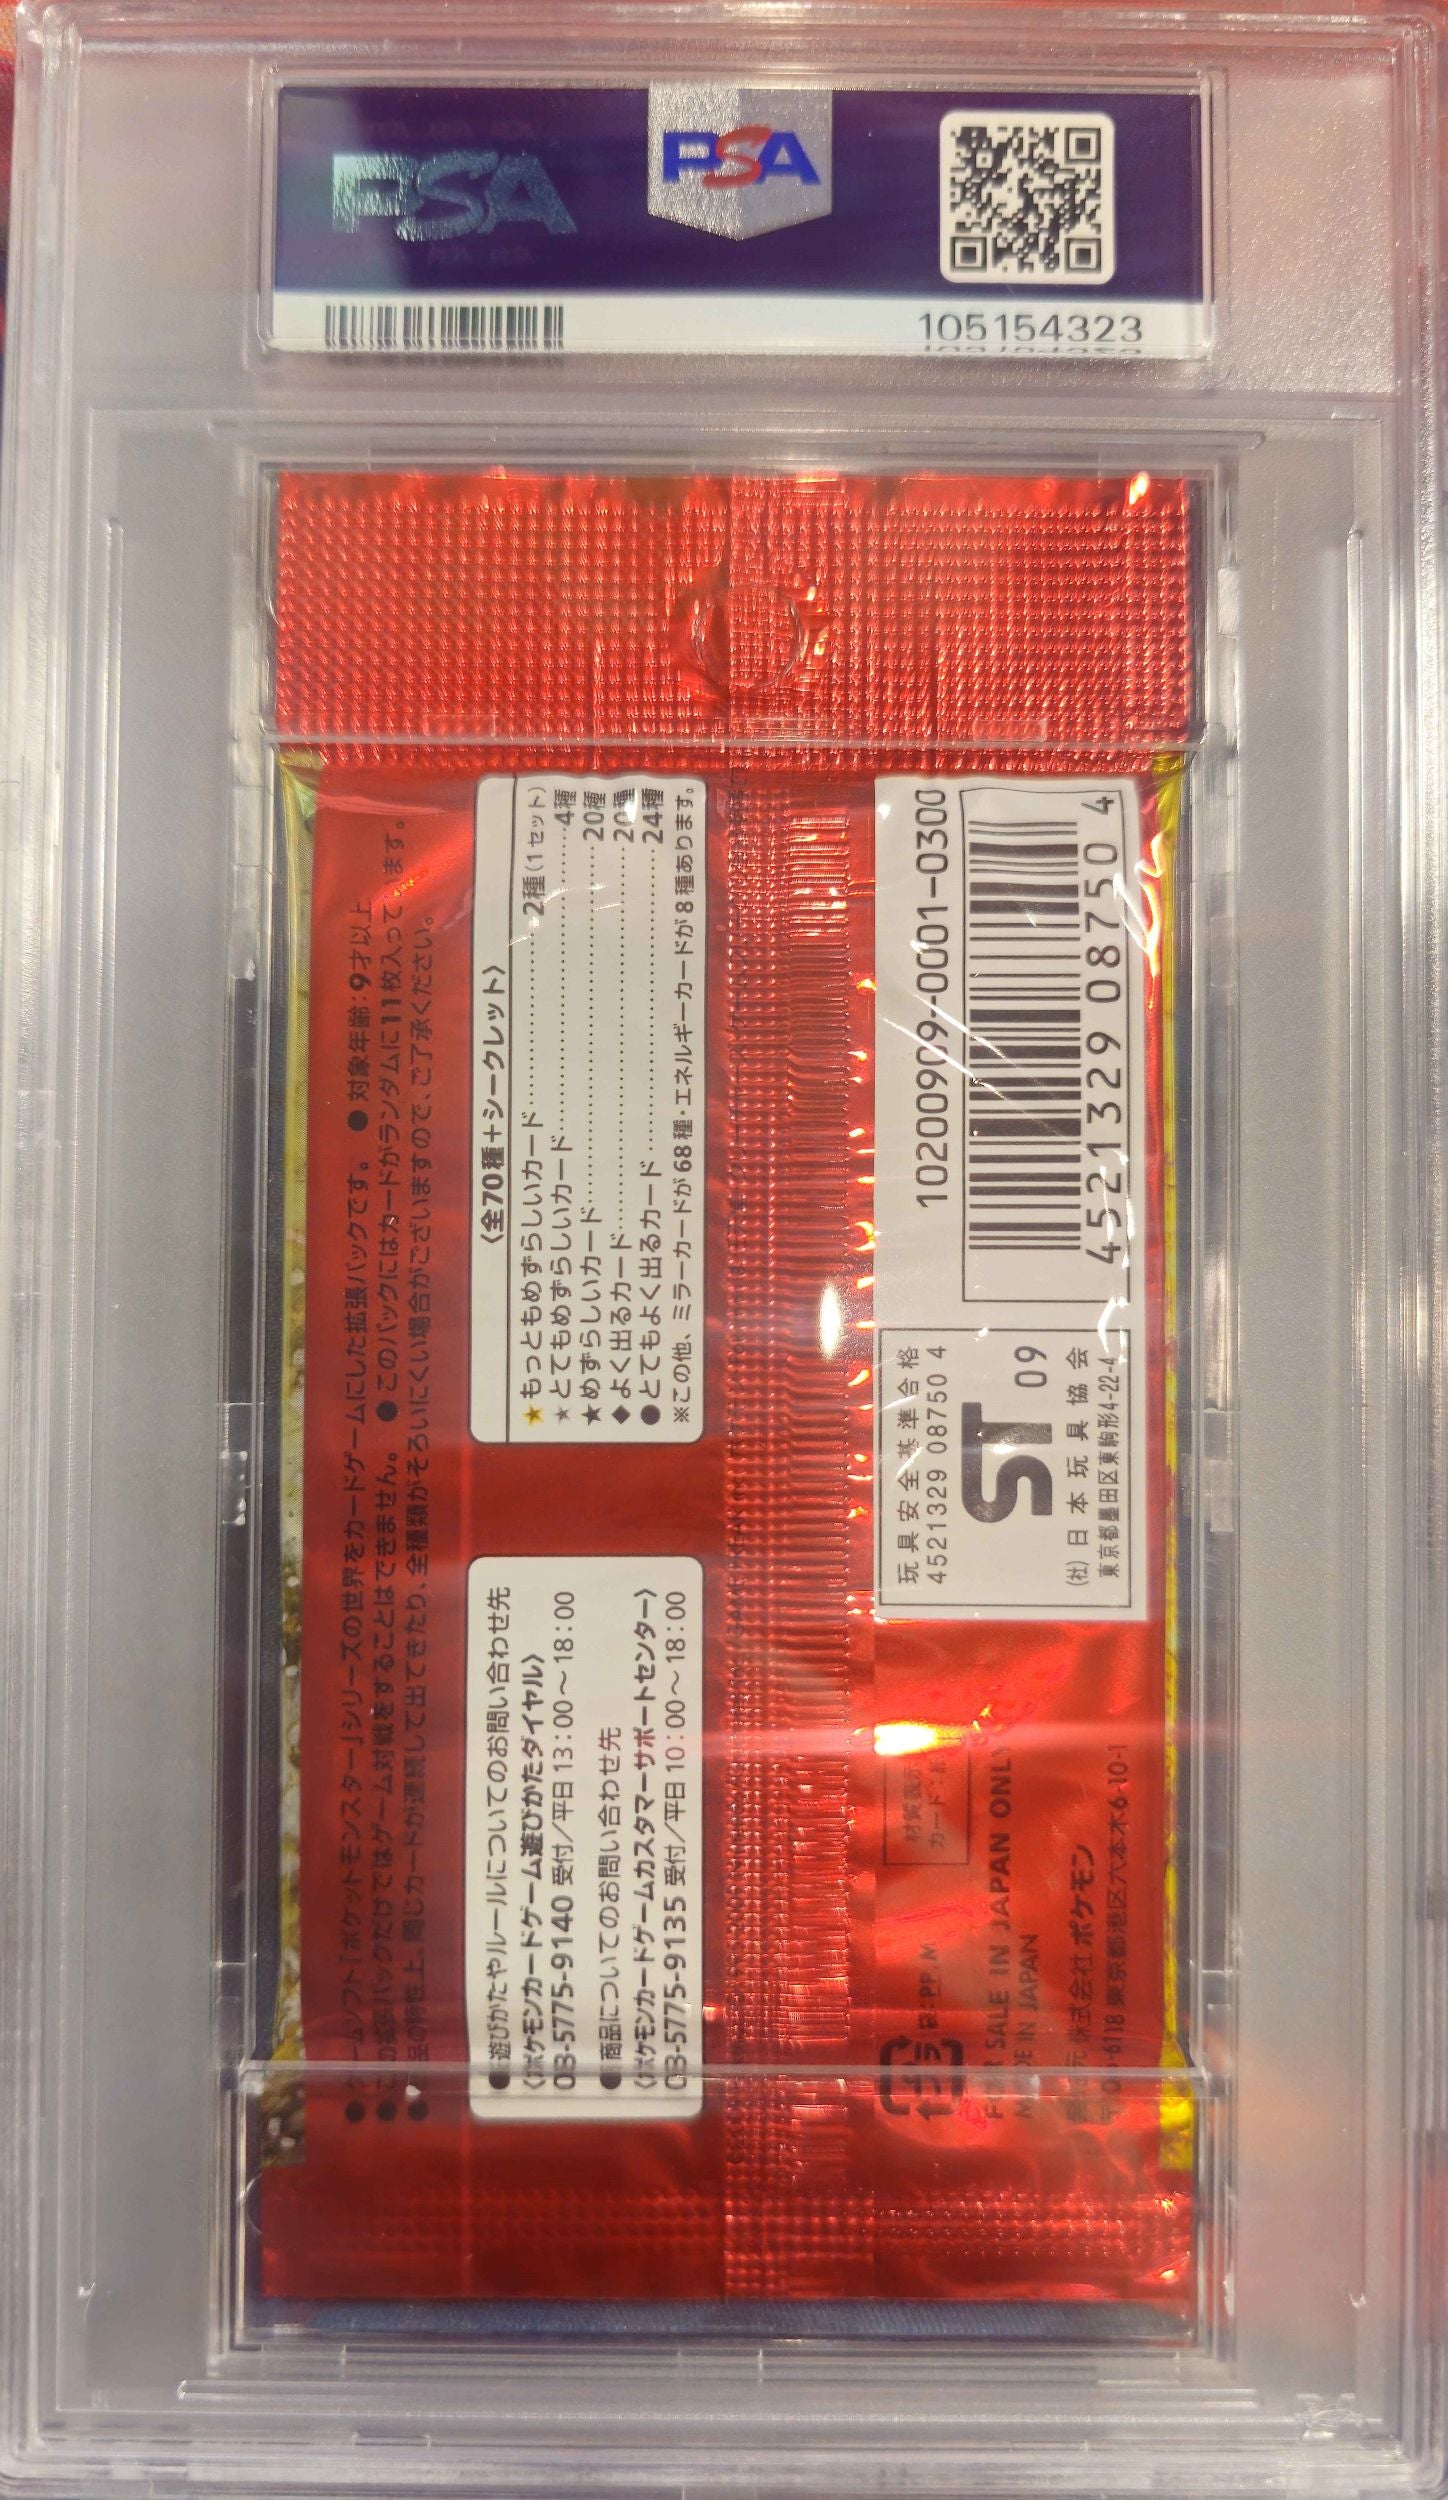 PSA
PSA
105154323
●ゲームソフト「ポケットモンスター」シリーズの世界をカードゲームにした拡張パックです。 ●対象年齢:9才以上
●この拡張パックだけではゲーム対戦をすることはできません。 ●このパックにはカードがランダムに11枚入っています。
品の特性上、同じカードが連続して出てきたり、全種類がそろいにくい場合がございますので、ご了承ください。
〈全70種+シークレット〉
★もっともめずらしいカード…………2種(1セット)
★とてもめずらしいカード…………4種
★めずらしいカード…………20種
◆よく出るカード…………20種
●とてもよく出るカード…………24種
※この他、ミラーカードが68種・エネルギーカードが8種あります。
●遊びかたやルールについてのお問い合わせ先
〈ポケモンカードゲーム遊びかたダイヤル〉
03-5775-9140 受付/平日13:00〜18:00
●商品についてのお問い合わせ先
〈ポケモンカードゲームカスタマーサポートセンター〉
03-5775-9135 受付/平日10:00〜18:00
1020909-0001-0300
4 521329 087504
玩具安全基準合格
4521329 08750 4
ST 09
(社)日本玩具協会
東京都墨田区東駒形4-22-4
材質表示
カード:紙
袋:PP, M
FOR SALE IN JAPAN ONLY
MADE IN JAPAN
株式会社ポケモン
〒106-6118 東京都港区六本木6-10-1